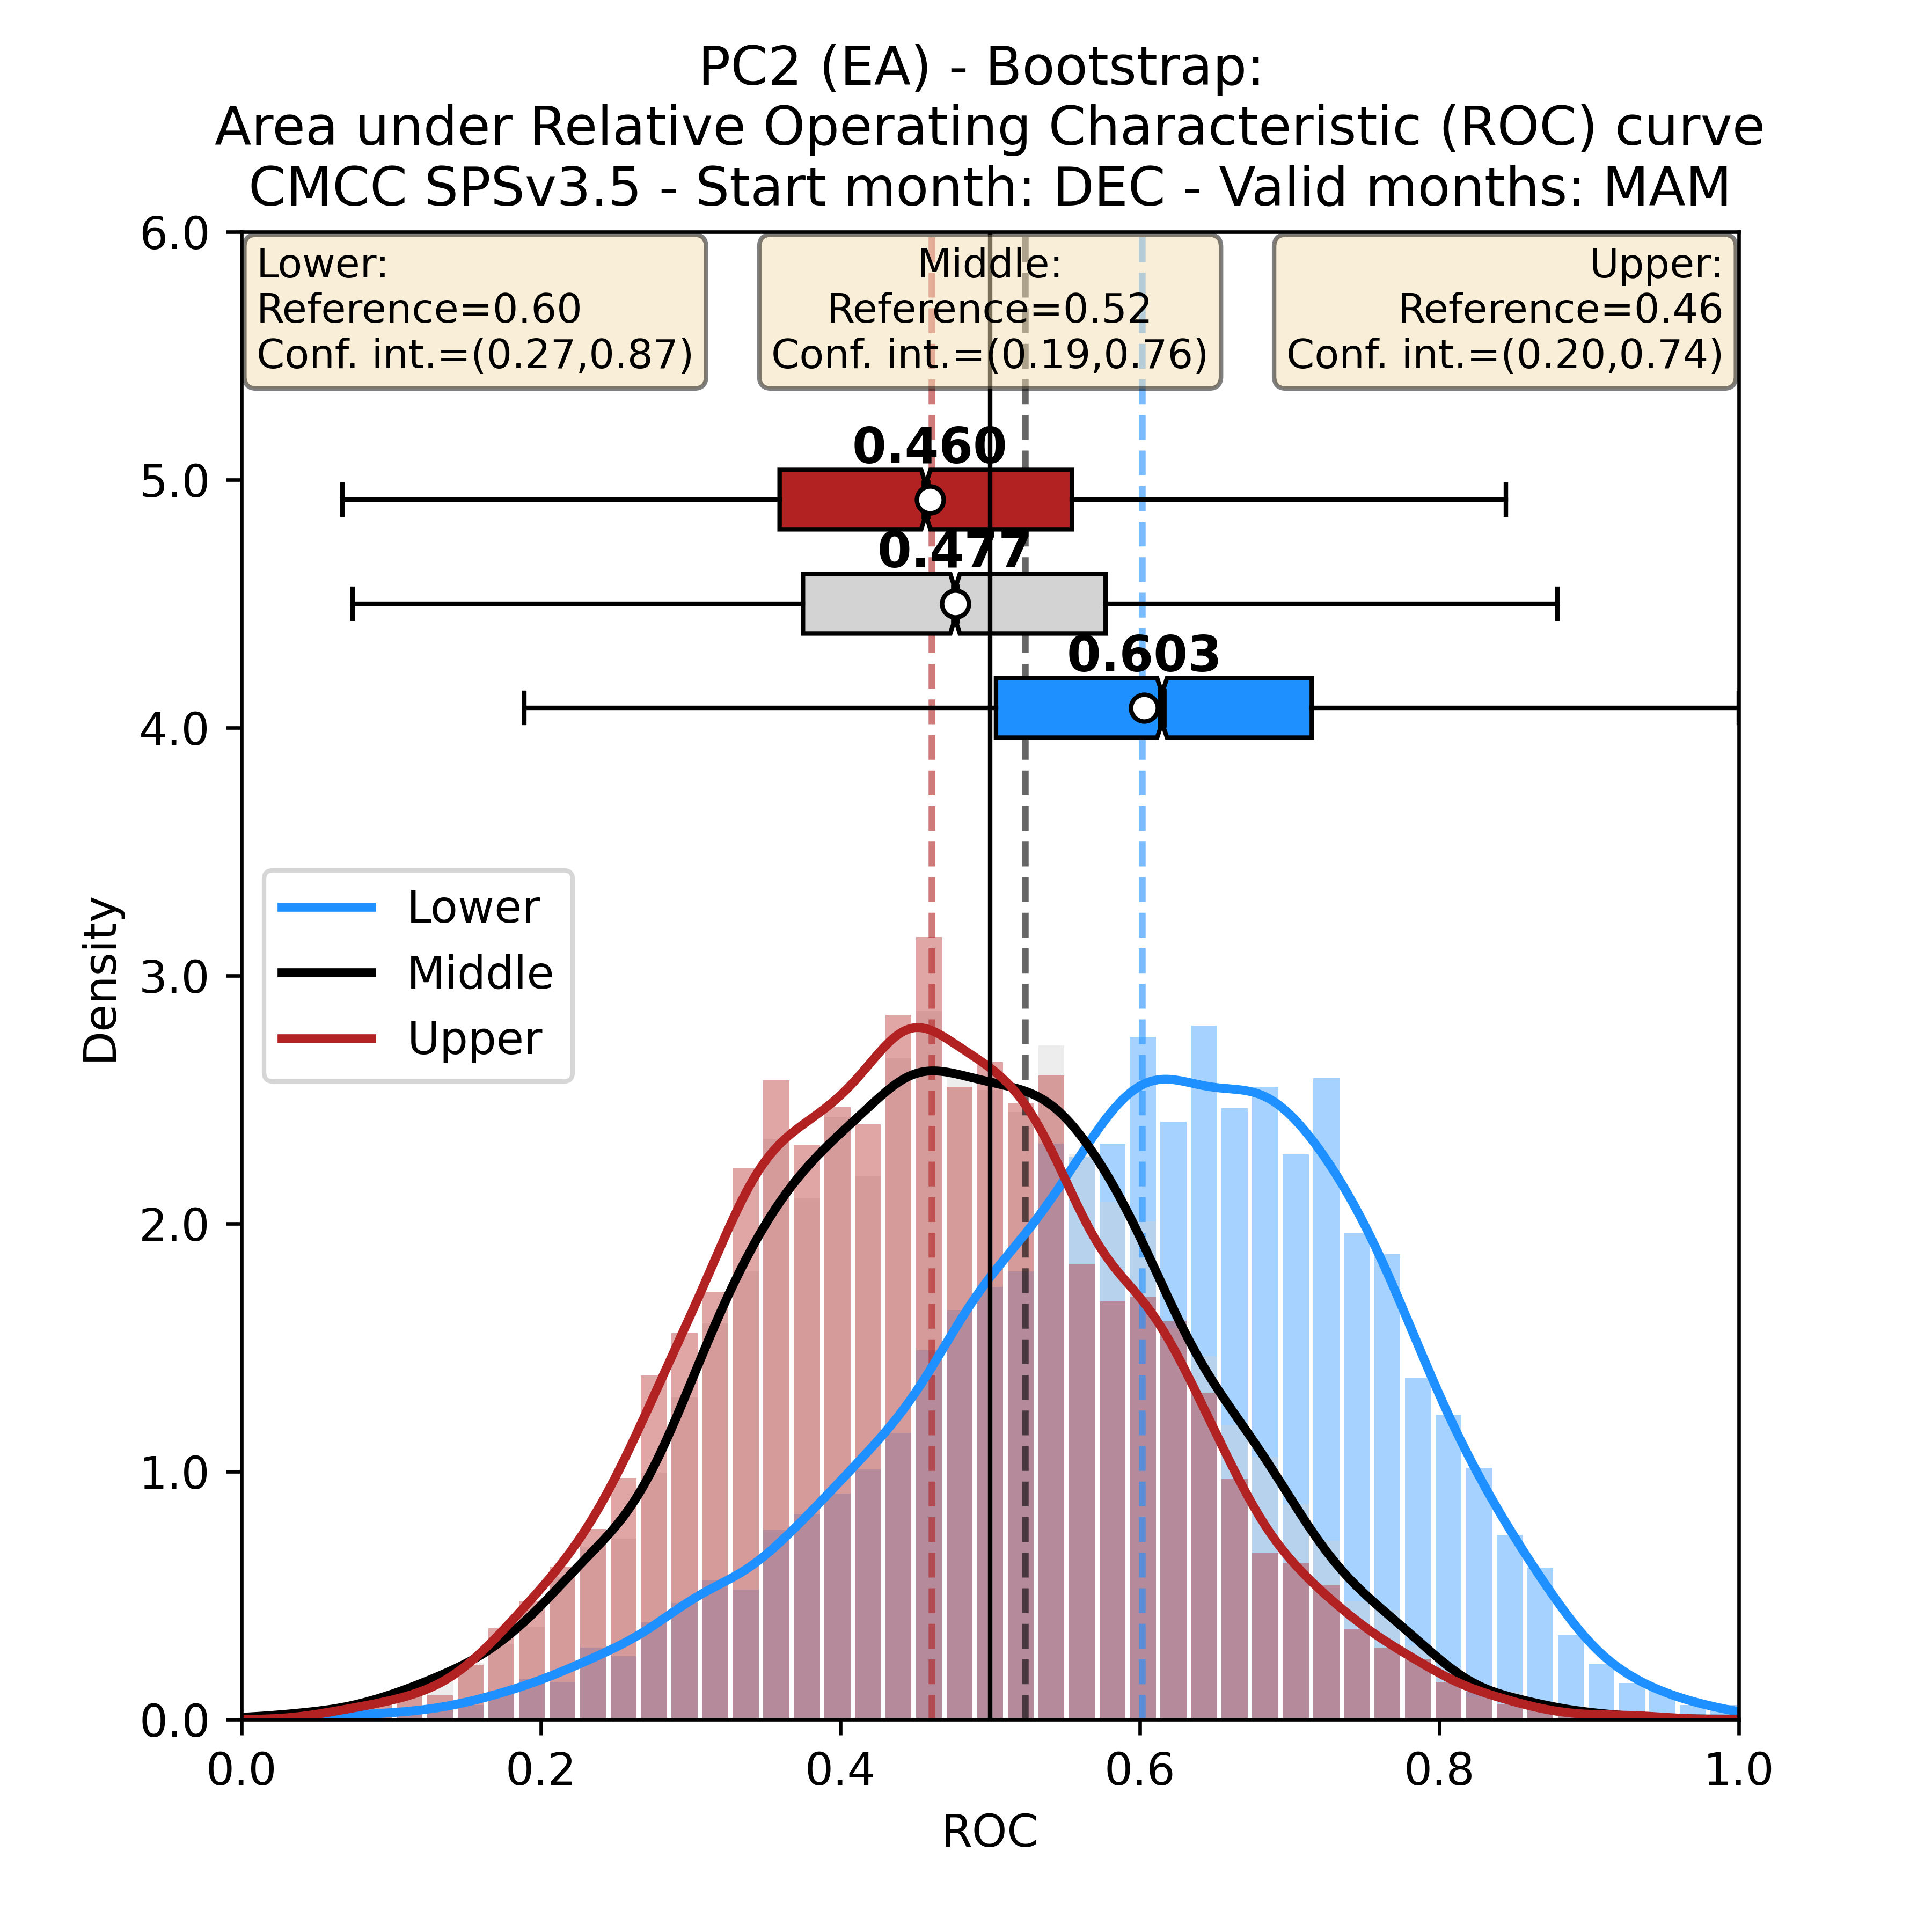 PC2 (EA) - Bootstrap:
Area under Relative Operating Characteristic (ROC) curve
CMCC SPSv3.5 - Start month: DEC - Valid months: MAM
Lower:
Reference=0.60
Conf. int.=(0.27,0.87)
Middle:
Reference=0.52
Conf. int.=(0.19,0.76)
Upper:
Reference=0.46
Conf. int.=(0.20,0.74)
0.460
0.477
0.603
Lower
Middle
Upper
Density
6.0
5.0
4.0
3.0
2.0
1.0
0.0
0.0 0.2 0.4 0.6 0.8 1.0
ROC